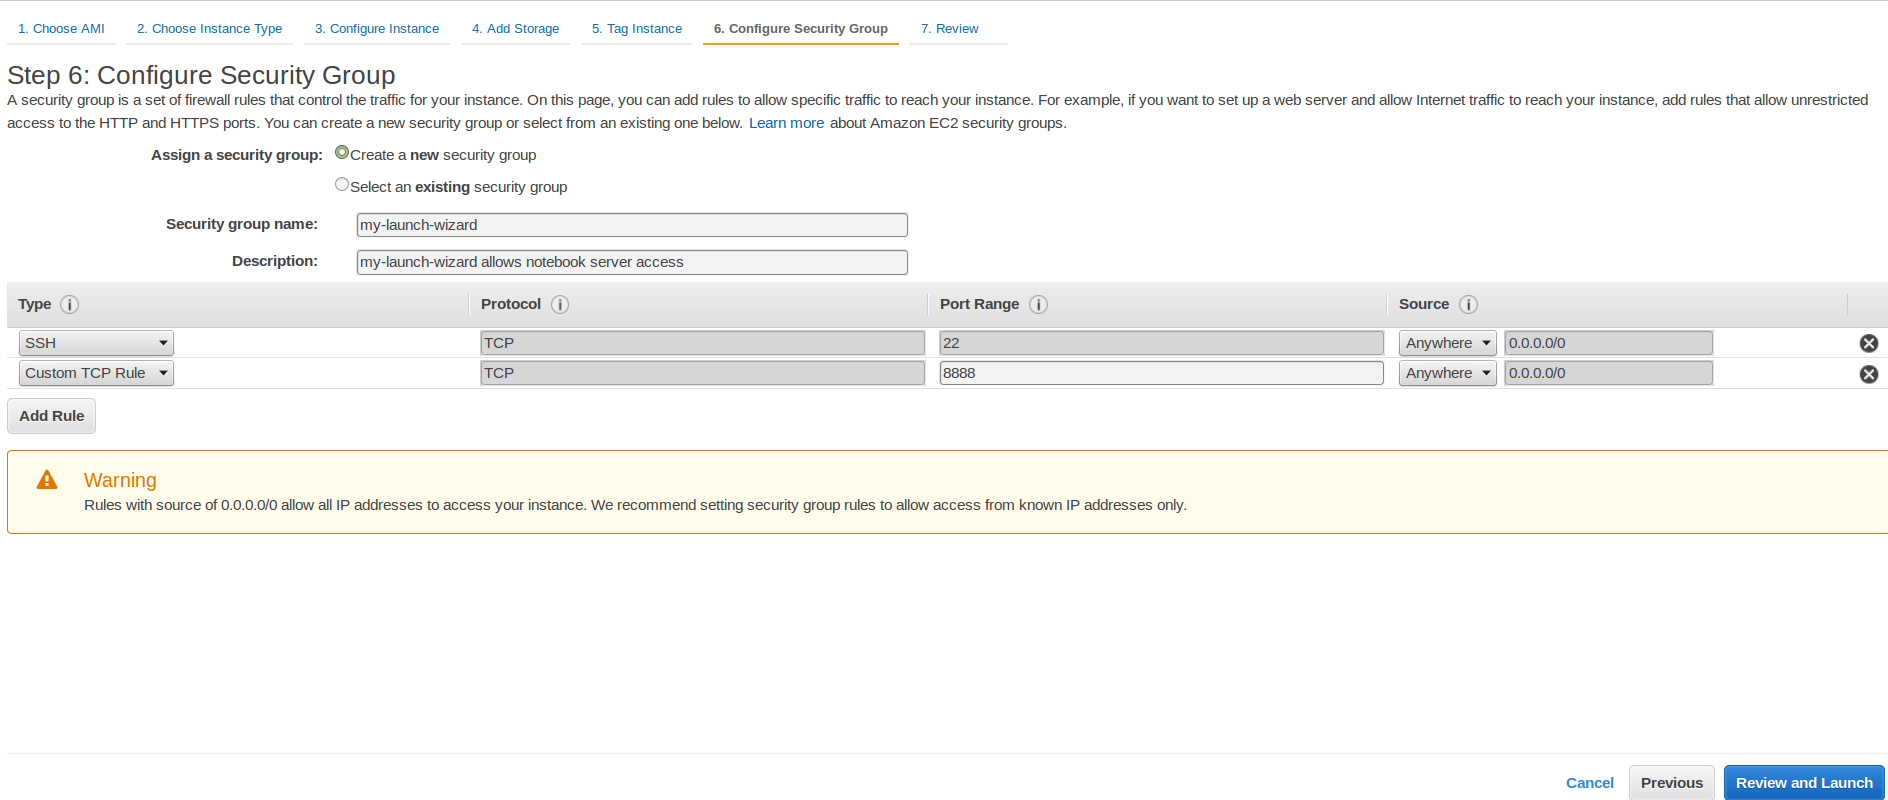 1. Choose AMI 2. Choose Instance Type 3. Configure Instance 4. Add Storage 5. Tag Instance 6. Configure Security Group 7. Review
Step 6: Configure Security Group
A security group is a set of firewall rules that control the traffic for your instance. On this page, you can add rules to allow specific traffic to reach your instance. For example, if you want to set up a web server and allow Internet traffic to reach your instance, add rules that allow unrestricted
access to the HTTP and HTTPS ports. You can create a new security group or select from an existing one below. Learn more about Amazon EC2 security groups.
Assign a security group: Create a new security group
Select an existing security group
Security group name: my-launch-wizard
Description: my-launch-wizard allows notebook server access
Type i Protocol i Port Range i Source i
SSH TCP 22 Anywhere 0.0.0.0/0
Custom TCP Rule TCP 8888 Anywhere 0.0.0.0/0
Add Rule
Warning
Rules with source of 0.0.0.0/0 allow all IP addresses to access your instance. We recommend setting security group rules to allow access from known IP addresses only.
Cancel Previous Review and Launch